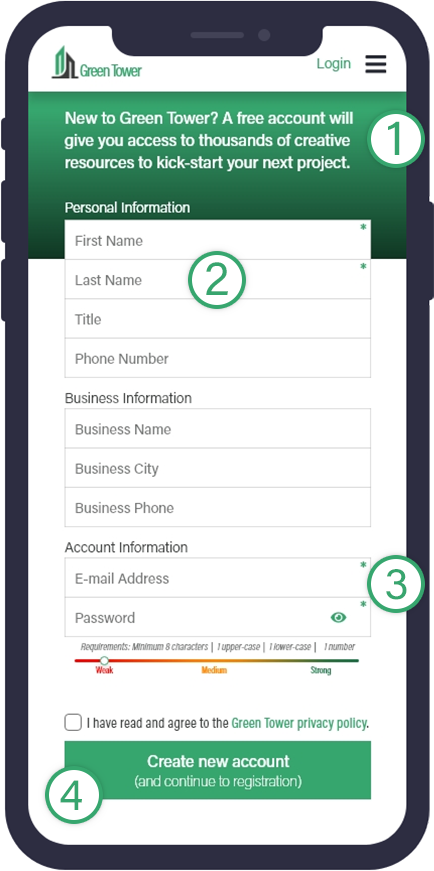 Green Tower
Login
New to Green Tower? A free account will
give you access to thousands of creative
resources to kick-start your next project.
1
Personal Information
First Name *
Last Name *
2
Title
Phone Number
Business Information
Business Name
Business City
Business Phone
Account Information
E-mail Address *
3
Password *
Requirements: Minimum 8 characters | 1 upper-case | 1 lower-case | 1 number
Weak Medium Strong
I have read and agree to the Green Tower privacy policy.
Create new account
(and continue to registration)
4